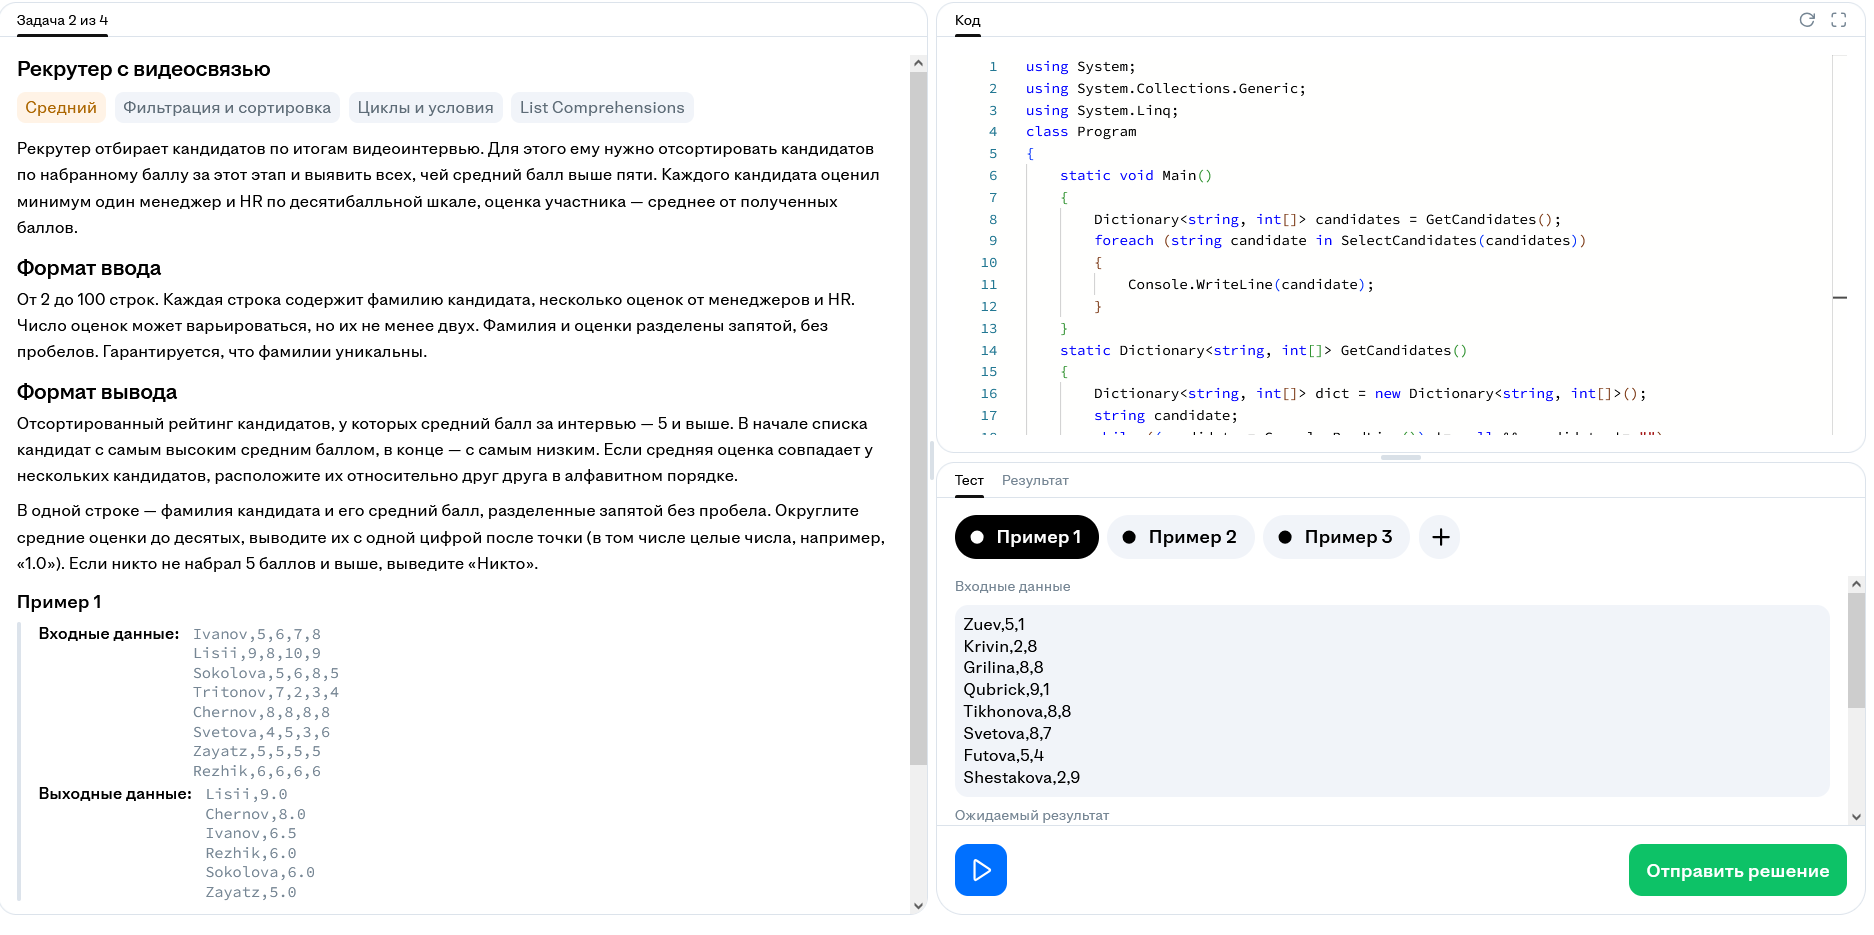 Задача 2 из 4
Рекрутер с видеосвязью
Средний
Фильтрация и сортировка
Циклы и условия
List Comprehensions
Рекрутер отбирает кандидатов по итогам видеоинтервью. Для этого ему нужно отсортировать кандидатов
по набранному баллу за этот этап и выявить всех, чей средний балл выше пяти. Каждого кандидата оценил
минимум один менеджер и HR по десятибалльной шкале, оценка участника — среднее от полученных
баллов.
Формат ввода
От 2 до 100 строк. Каждая строка содержит фамилию кандидата, несколько оценок от менеджеров и HR.
Число оценок может варьироваться, но их не менее двух. Фамилия и оценки разделены запятой, без
пробелов. Гарантируется, что фамилии уникальны.
Формат вывода
Отсортированный рейтинг кандидатов, у которых средний балл за интервью — 5 и выше. В начале списка
кандидат с самым высоким средним баллом, в конце — с самым низким. Если средняя оценка совпадает у
нескольких кандидатов, расположите их относительно друг друга в алфавитном порядке.
В одной строке — фамилия кандидата и его средний балл, разделенные запятой без пробела. Округлите
средние оценки до десятых, выводите их с одной цифрой после точки (в том числе целые числа, например,
«1.0»). Если никто не набрал 5 баллов и выше, выведите «Никто».
Пример 1
Входные данные:
Ivanov,5,6,7,8
Lisii,9,8,10,9
Sokolova,5,6,8,5
Tritonov,7,2,3,4
Chernov,8,8,8,8
Svetova,4,5,3,6
Zayatz,5,5,5,5
Rezhik,6,6,6,6
Выходные данные:
Lisii,9.0
Chernov,8.0
Ivanov,6.5
Rezhik,6.0
Sokolova,6.0
Zayatz,5.0
Код
1 using System;
2 using System.Collections.Generic;
3 using System.Linq;
4 class Program
5 {
6 static void Main()
7 {
8 Dictionary<string, int[]> candidates = GetCandidates();
9 foreach (string candidate in SelectCandidates(candidates))
10 {
11 Console.WriteLine(candidate);
12 }
13 }
14 static Dictionary<string, int[]> GetCandidates()
15 {
16 Dictionary<string, int[]> dict = new Dictionary<string, int[]>();
17 string candidate;
Тест
Результат
Пример 1
Пример 2
Пример 3
+
Входные данные
Zuev,5,1
Krivin,2,8
Grilina,8,8
Qubrick,9,1
Tikhonova,8,8
Svetova,8,7
Futova,5,4
Shestakova,2,9
Ожидаемый результат
Отправить решение